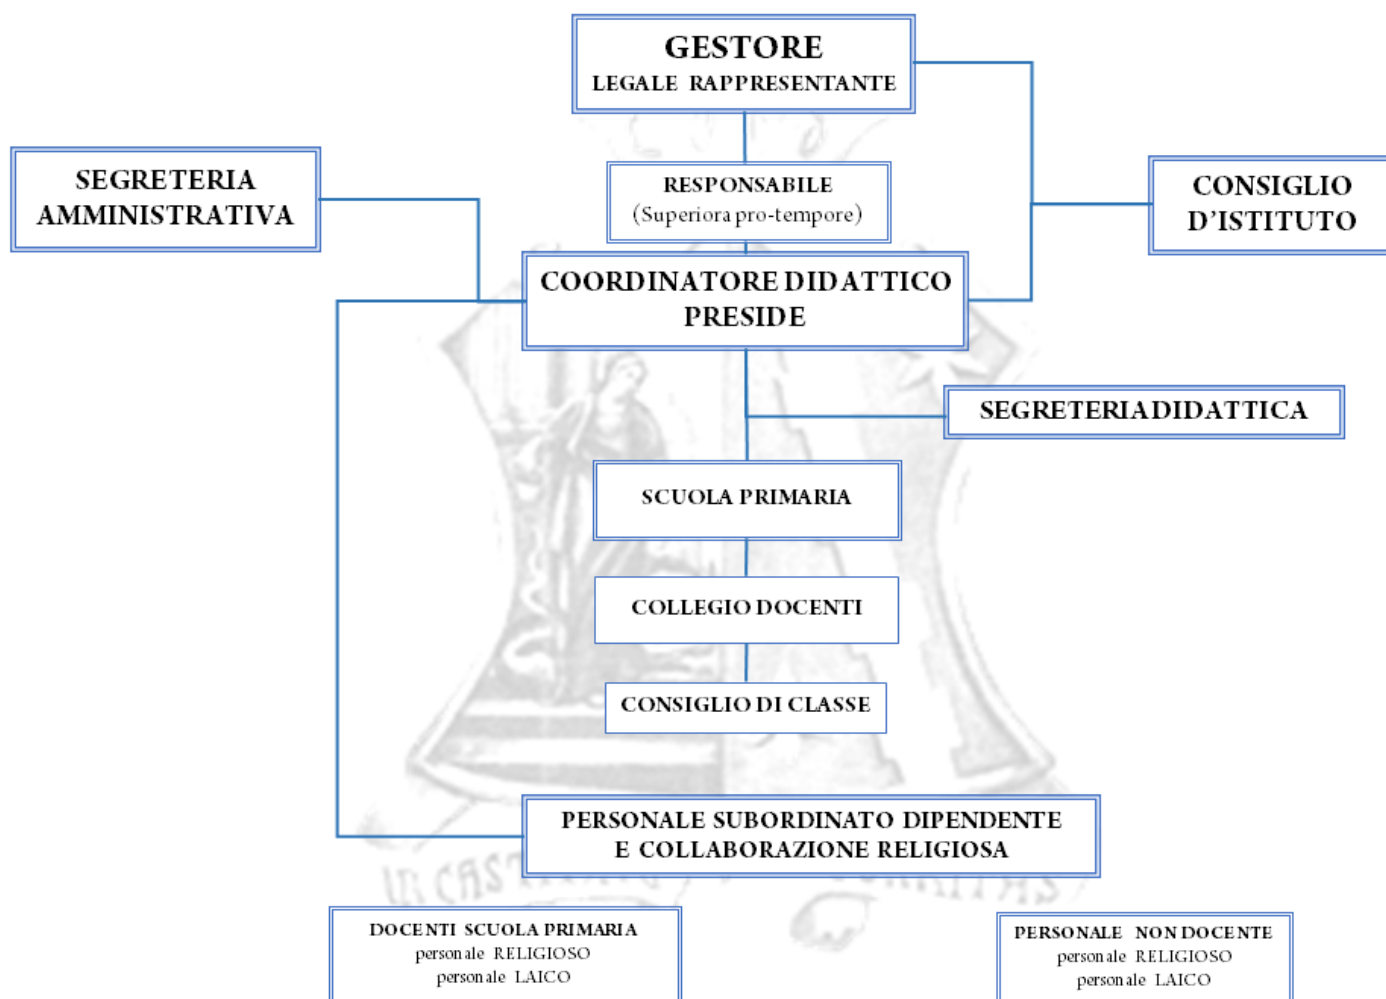 GESTORE
LEGALE RAPPRESENTANTE
SEGRETERIA
AMMINISTRATIVA
RESPONSABILE
(Superiora pro-tempore)
CONSIGLIO
D'ISTITUTO
COORDINATORE DIDATTICO
PRESIDE
SEGRETERIA DIDATTICA
SCUOLA PRIMARIA
COLLEGIO DOCENTI
CONSIGLIO DI CLASSE
PERSONALE SUBORDINATO DIPENDENTE
E COLLABORAZIONE RELIGIOSA
IN CAST
DOCENTI SCUOLA PRIMARIA
personale RELIGIOSO
personale LAICO
PERSONALE NON DOCENTE
personale RELIGIOSO
personale LAICO